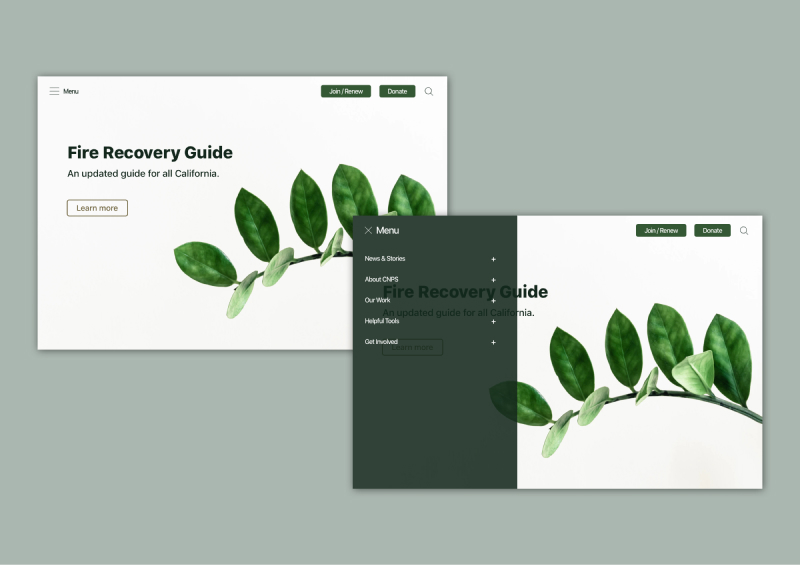 Menu
Join / Renew
Donate
Fire Recovery Guide
An updated guide for all California.
Learn more
Menu
Join / Renew
Donate
News & Stories +
About CNPS +
Fire Recovery Guide
Our Work +
An updated guide for all California.
Helpful Tools +
Get Involved +
Learn more